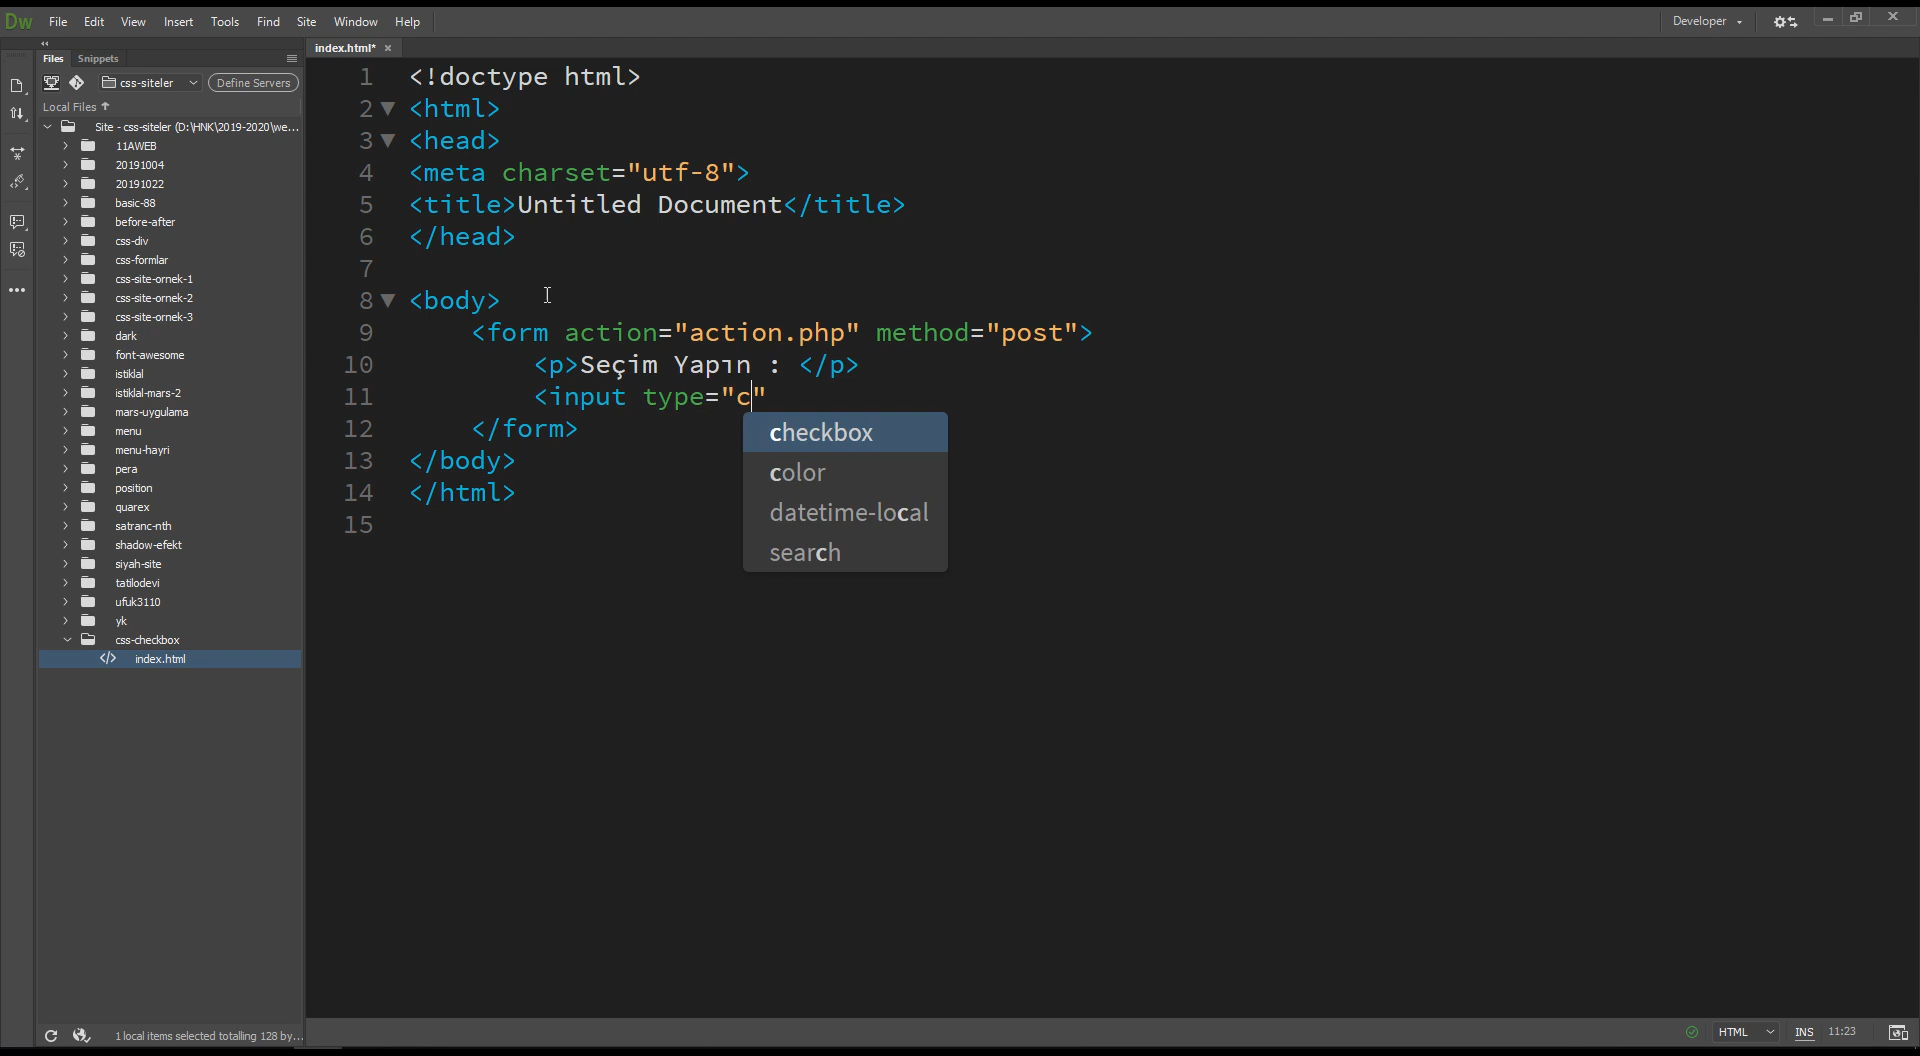 Dw File Edit View Insert Tools Find Site Window Help Developer
Files Snippets
index.html* ×
css-siteler Define Servers
Local Files
Site - css-siteler (D:\HNK\2019-2020\we...
11AWEB
20191004
20191022
basic-88
before-after
css-div
css-formlar
css-site-ornek-1
css-site-ornek-2
css-site-ornek-3
dark
font-awesome
istiklal
istiklal-mars-2
mars-uygulama
menu
menu-hayri
pera
position
quarex
satranc-nth
shadow-efekt
siyah-site
tatilodevi
ufuk3110
yk
css-checkbox
index.html
1 <!doctype html>
2 <html>
3 <head>
4 <meta charset="utf-8">
5 <title>Untitled Document</title>
6 </head>
7
8 <body>
9 <form action="action.php" method="post">
10 <p>Seçim Yapın : </p>
11 <input type="c"
12 </form>
13 </body>
14 </html>
15
checkbox
color
datetime-local
search
1 local items selected totalling 128 by...
HTML INS 11:23